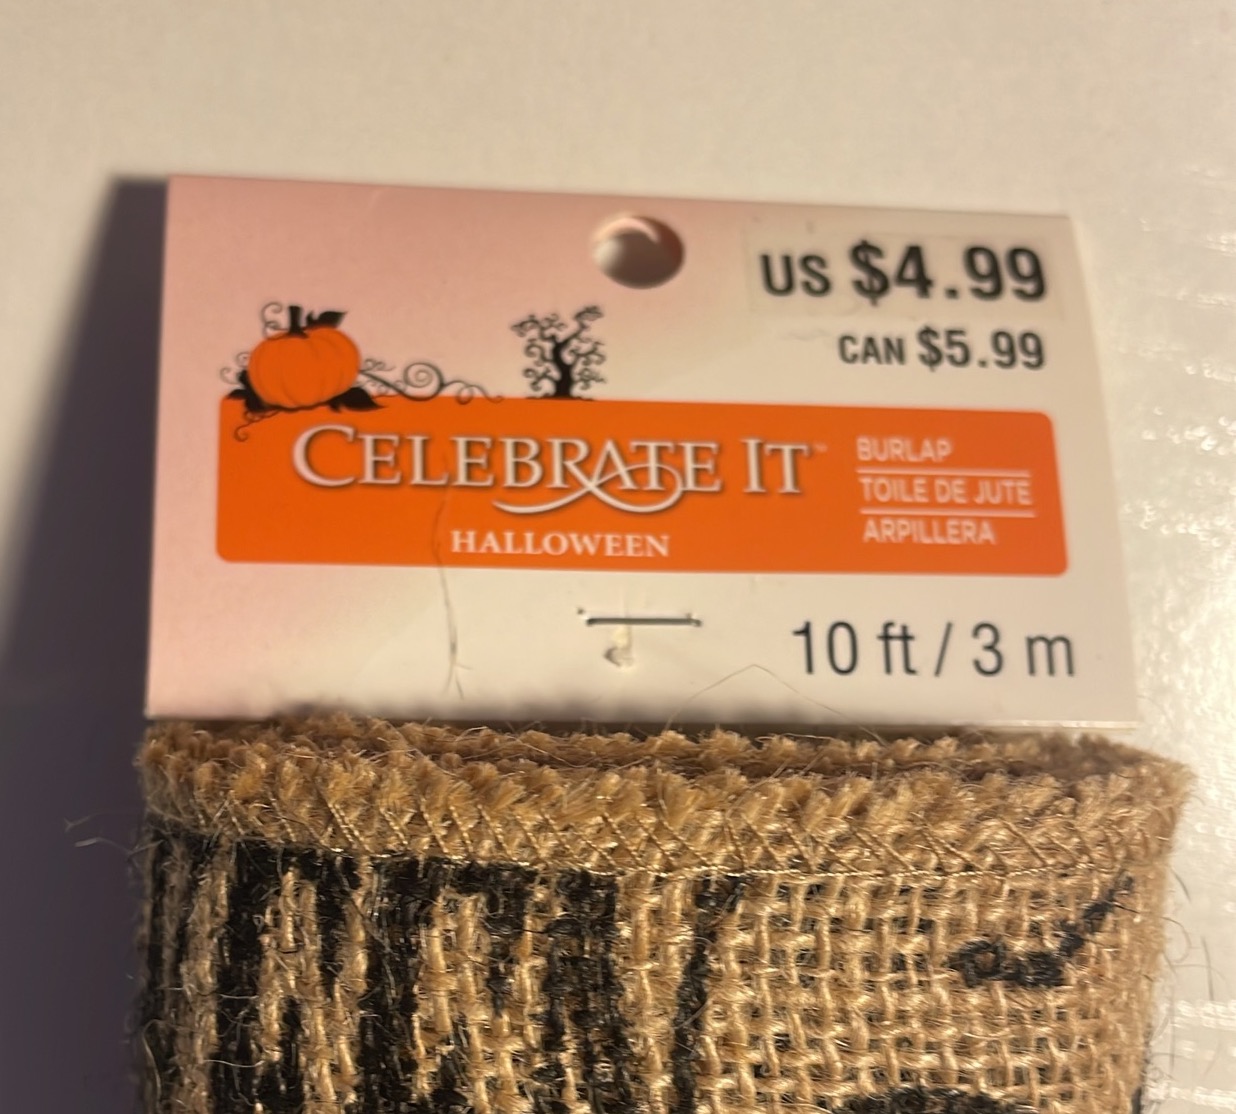 US $4.99
CAN $5.99
CELEBRATE IT™
HALLOWEEN
BURLAP
TOILE DE JUTE
ARPILLERA
10 ft / 3 m